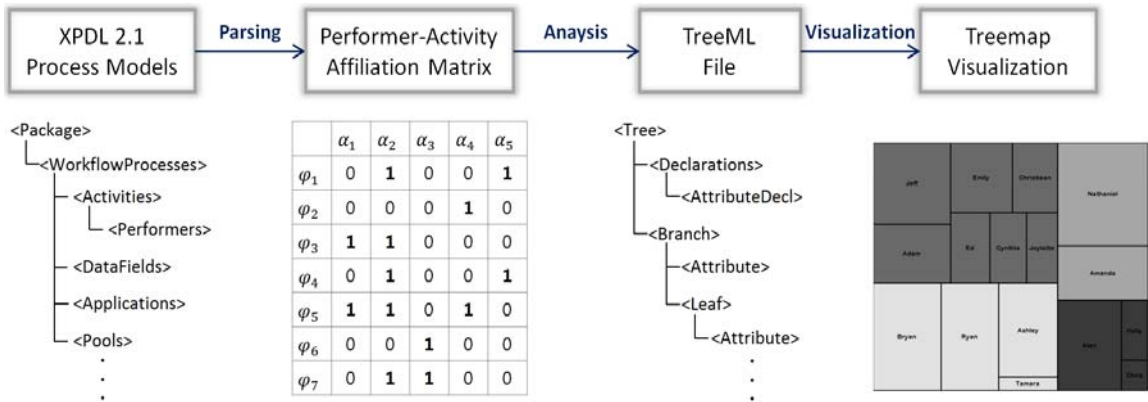 XPDL 2.1
Process Models
Parsing
Performer-Activity
Affiliation Matrix
Anaysis
TreeML
File
Visualization
Treemap
Visualization
<Package>
<WorkflowProcesses>
<Activities>
<Performers>
<DataFields>
<Applications>
<Pools>
α1 α2 α3 α4 α5
φ1 0 1 0 0 1
φ2 0 0 0 1 0
φ3 1 1 0 0 0
φ4 0 1 0 0 1
φ5 1 1 0 1 0
φ6 0 0 1 0 0
φ7 0 1 1 0 0
<Tree>
<Declarations>
<AttributeDecl>
<Branch>
<Attribute>
<Leaf>
<Attribute>
Jeff
Emily
Christiaan
Nathaniel
Adam
Ed
Cynthia
Amanda
Bryan
Ryan
Ashley
Tamara
Alan